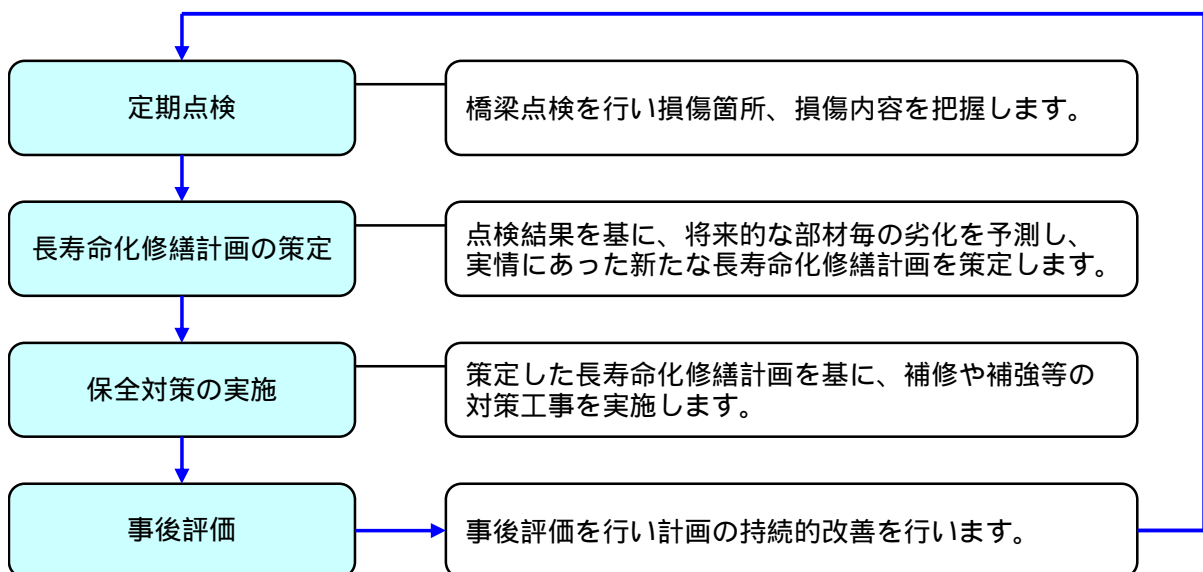 定期点検
橋梁点検を行い損傷箇所、損傷内容を把握します。
長寿命化修繕計画の策定
点検結果を基に、将来的な部材毎の劣化を予測し、
実情にあった新たな長寿命化修繕計画を策定します。
保全対策の実施
策定した長寿命化修繕計画を基に、補修や補強等の
対策工事を実施します。
事後評価
事後評価を行い計画の持続的改善を行います。